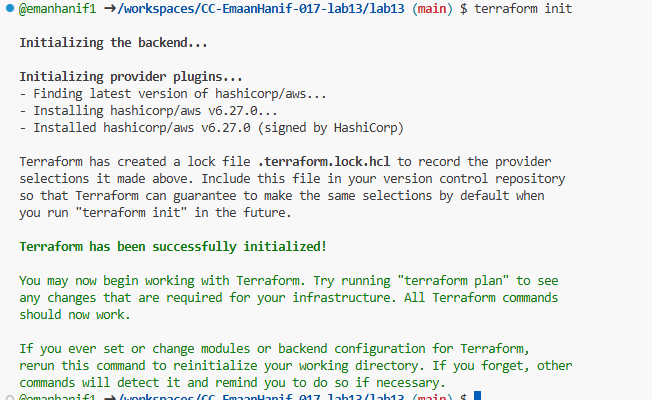 @emanhanif1 ➜/workspaces/CC-EmaanHanif-017-lab13/lab13 (main) $ terraform init
Initializing the backend...
Initializing provider plugins...
- Finding latest version of hashicorp/aws...
- Installing hashicorp/aws v6.27.0...
- Installed hashicorp/aws v6.27.0 (signed by HashiCorp)
Terraform has created a lock file .terraform.lock.hcl to record the provider
selections it made above. Include this file in your version control repository
so that Terraform can guarantee to make the same selections by default when
you run "terraform init" in the future.
Terraform has been successfully initialized!
You may now begin working with Terraform. Try running "terraform plan" to see
any changes that are required for your infrastructure. All Terraform commands
should now work.
If you ever set or change modules or backend configuration for Terraform,
rerun this command to reinitialize your working directory. If you forget, other
commands will detect it and remind you to do so if necessary.
@emanhanif1 ➜/workspaces/CC-EmaanHanif-017-lab13/lab13 (main) $